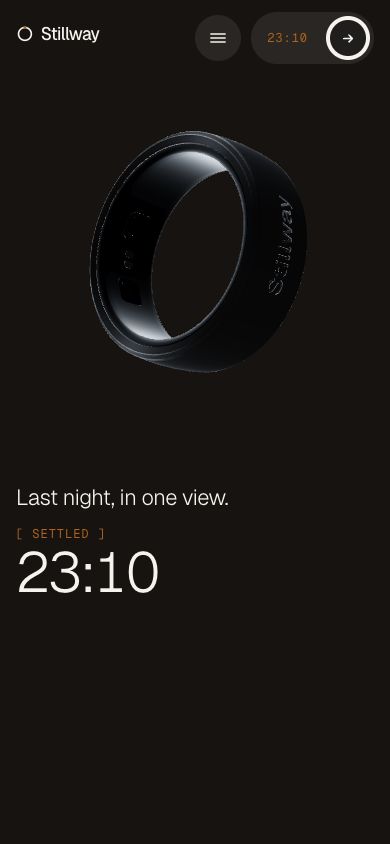 Stillway
23:10
Stillway
Last night, in one view.
[ SETTLED ]
23:10